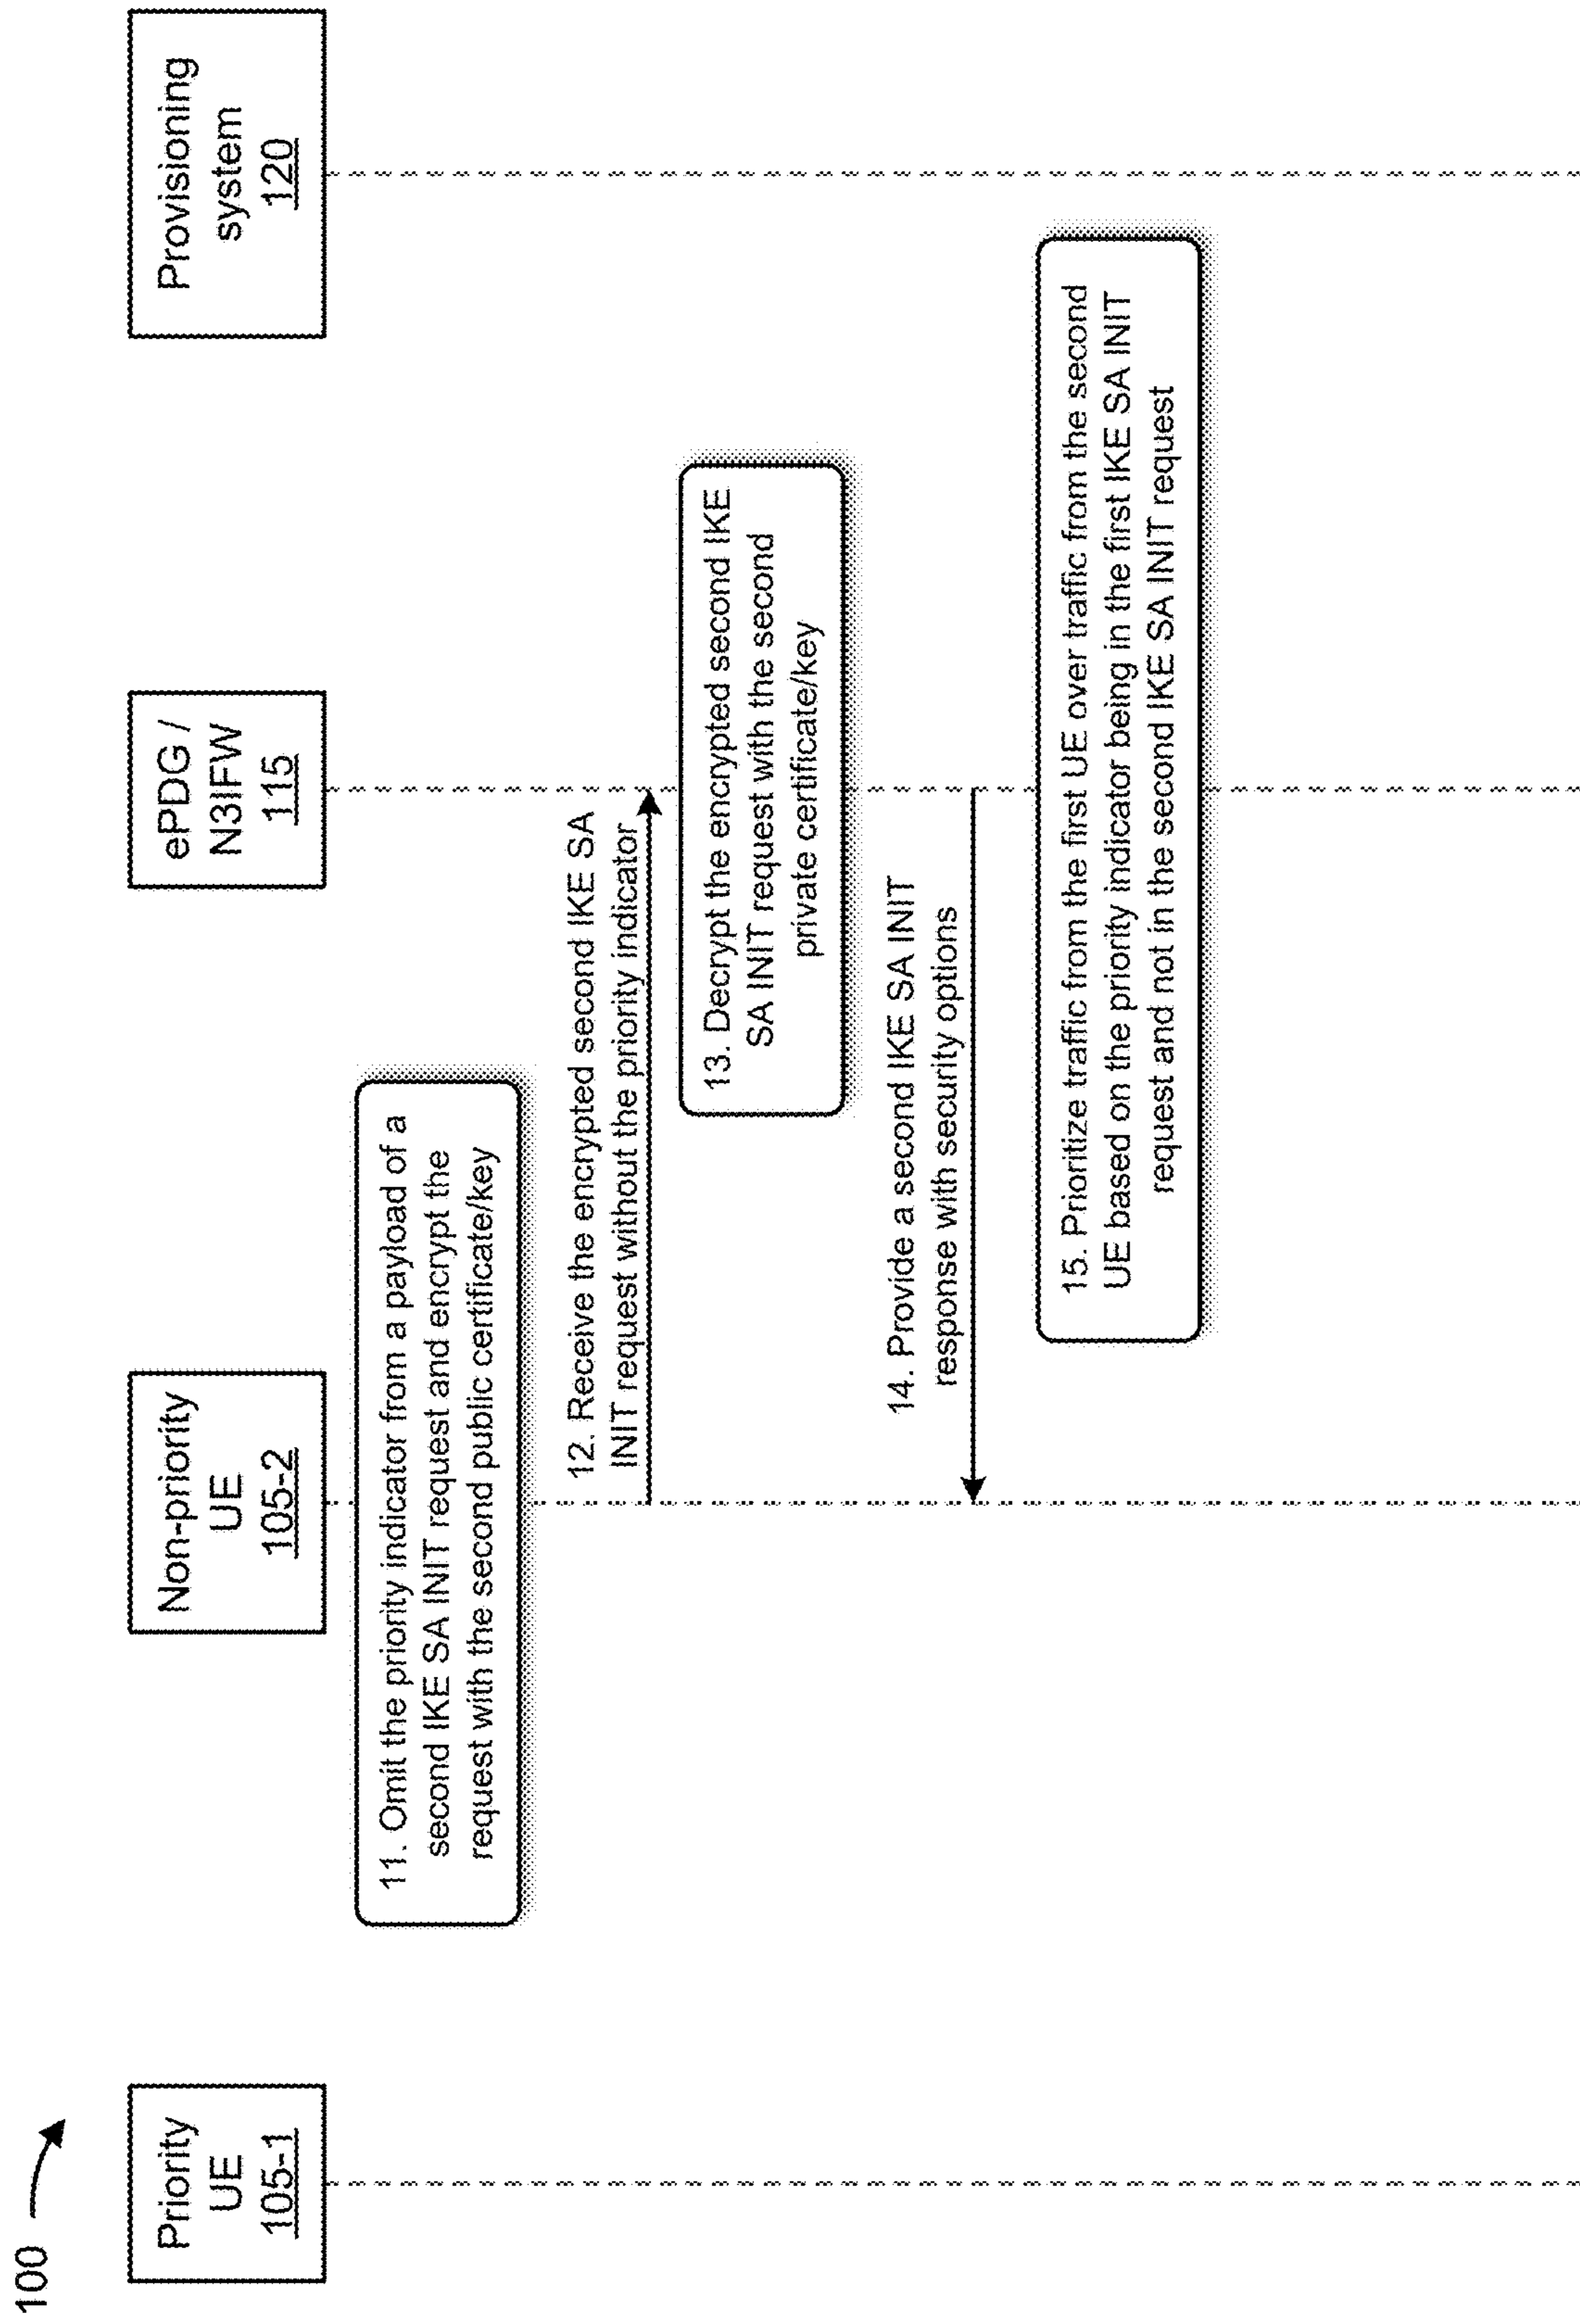 100
Priority
UE
105-1
Non-priority
UE
105-2
ePDG /
N3IFW
115
Provisioning
system
120
11. Omit the priority indicator from a payload of a
second IKE SA INIT request and encrypt the
request with the second public certificate/key
12. Receive the encrypted second IKE SA
INIT request without the priority indicator
13. Decrypt the encrypted second IKE
SA INIT request with the second
private certificate/key
14. Provide a second IKE SA INIT
response with security options
15. Prioritize traffic from the first UE over traffic from the second
UE based on the priority indicator being in the first IKE SA INIT
request and not in the second IKE SA INIT request